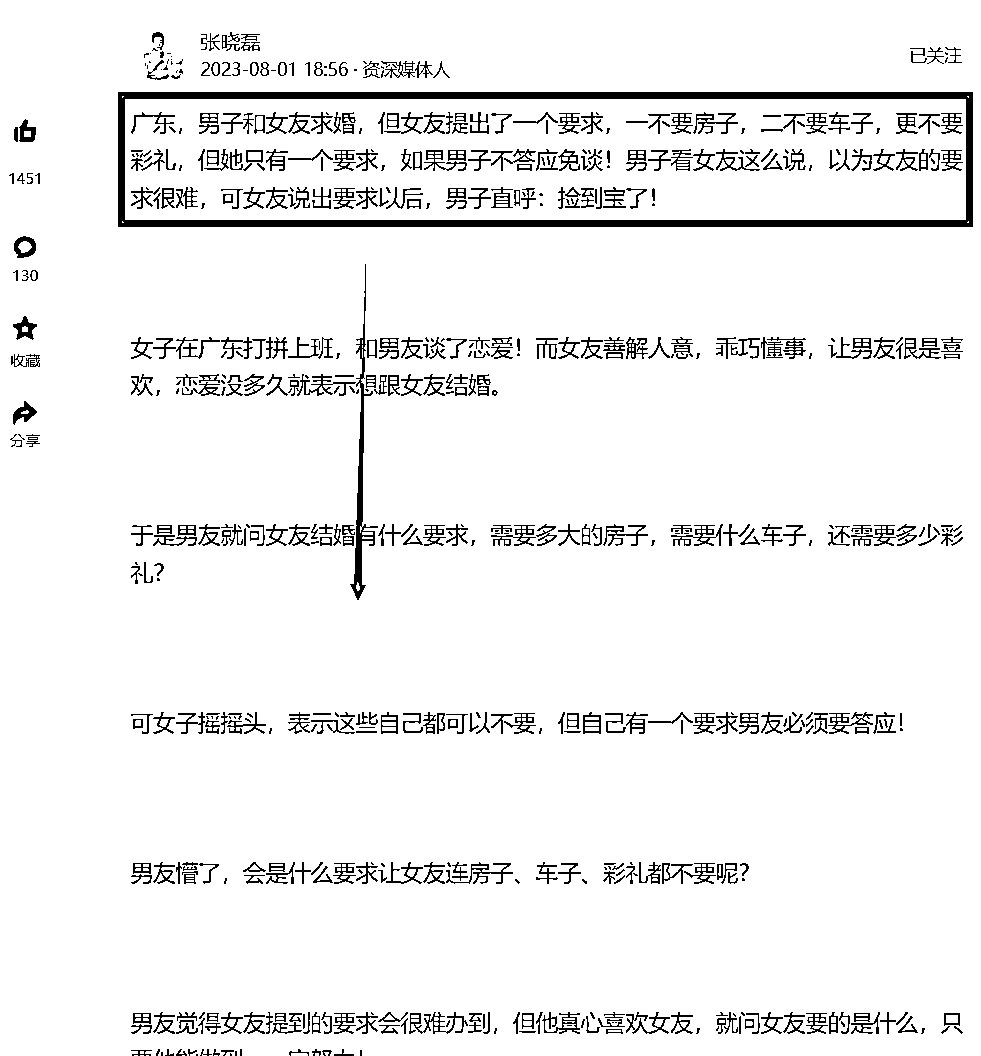 张晓磊
2023-08-01 18:56 · 资深媒体人
已关注
1451
130
收藏
分享
广东，男子和女友求婚，但女友提出了一个要求，一不要房子，二不要车子，更不要
彩礼，但她只有一个要求，如果男子不答应免谈！男子看女友这么说，以为女友的要
求很难，可女友说出要求以后，男子直呼：捡到宝了！
女子在广东打拼上班，和男友谈了恋爱！而女友善解人意，乖巧懂事，让男友很是喜
欢，恋爱没多久就表示想跟女友结婚。
于是男友就问女友结婚有什么要求，需要多大的房子，需要什么车子，还需要多少彩
礼？
可女子摇摇头，表示这些自己都可以不要，但自己有一个要求男友必须要答应！
男友懵了，会是什么要求让女友连房子、车子、彩礼都不要呢？
男友觉得女友提到的要求会很难办到，但他真心喜欢女友，就问女友要的是什么，只